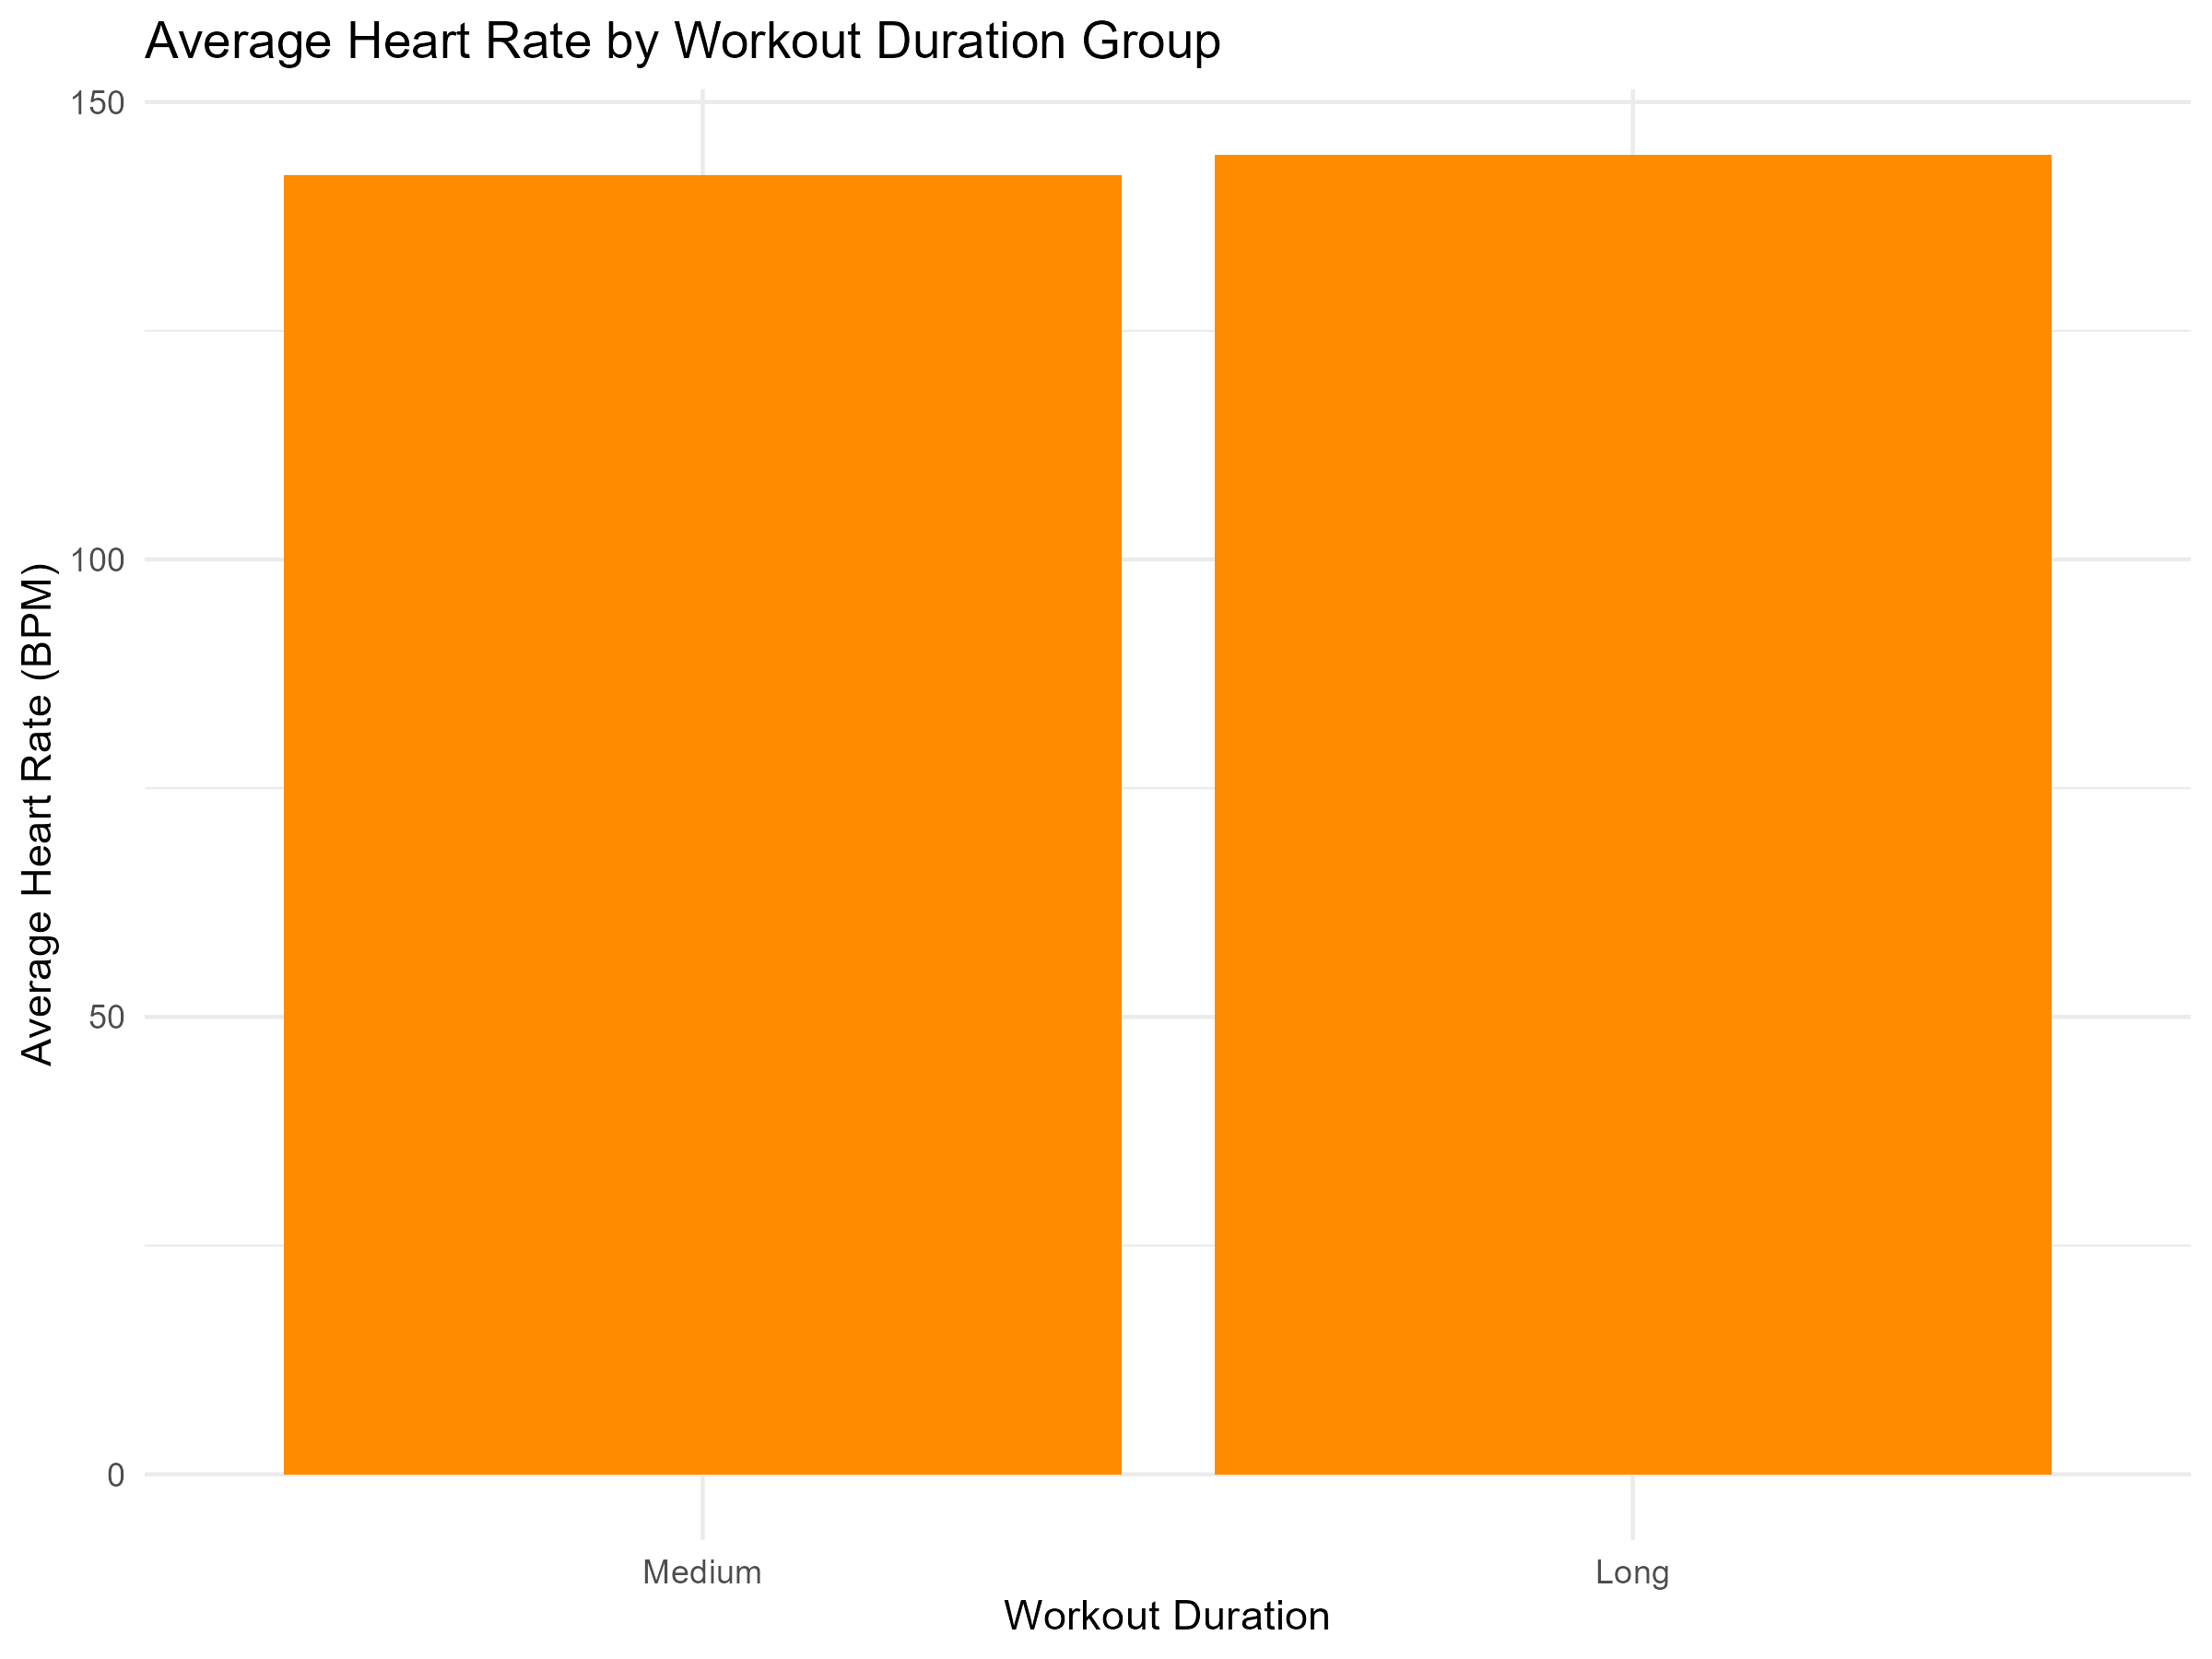 Average Heart Rate by Workout Duration Group
150
100
50
0
Average Heart Rate (BPM)
Medium
Long
Workout Duration